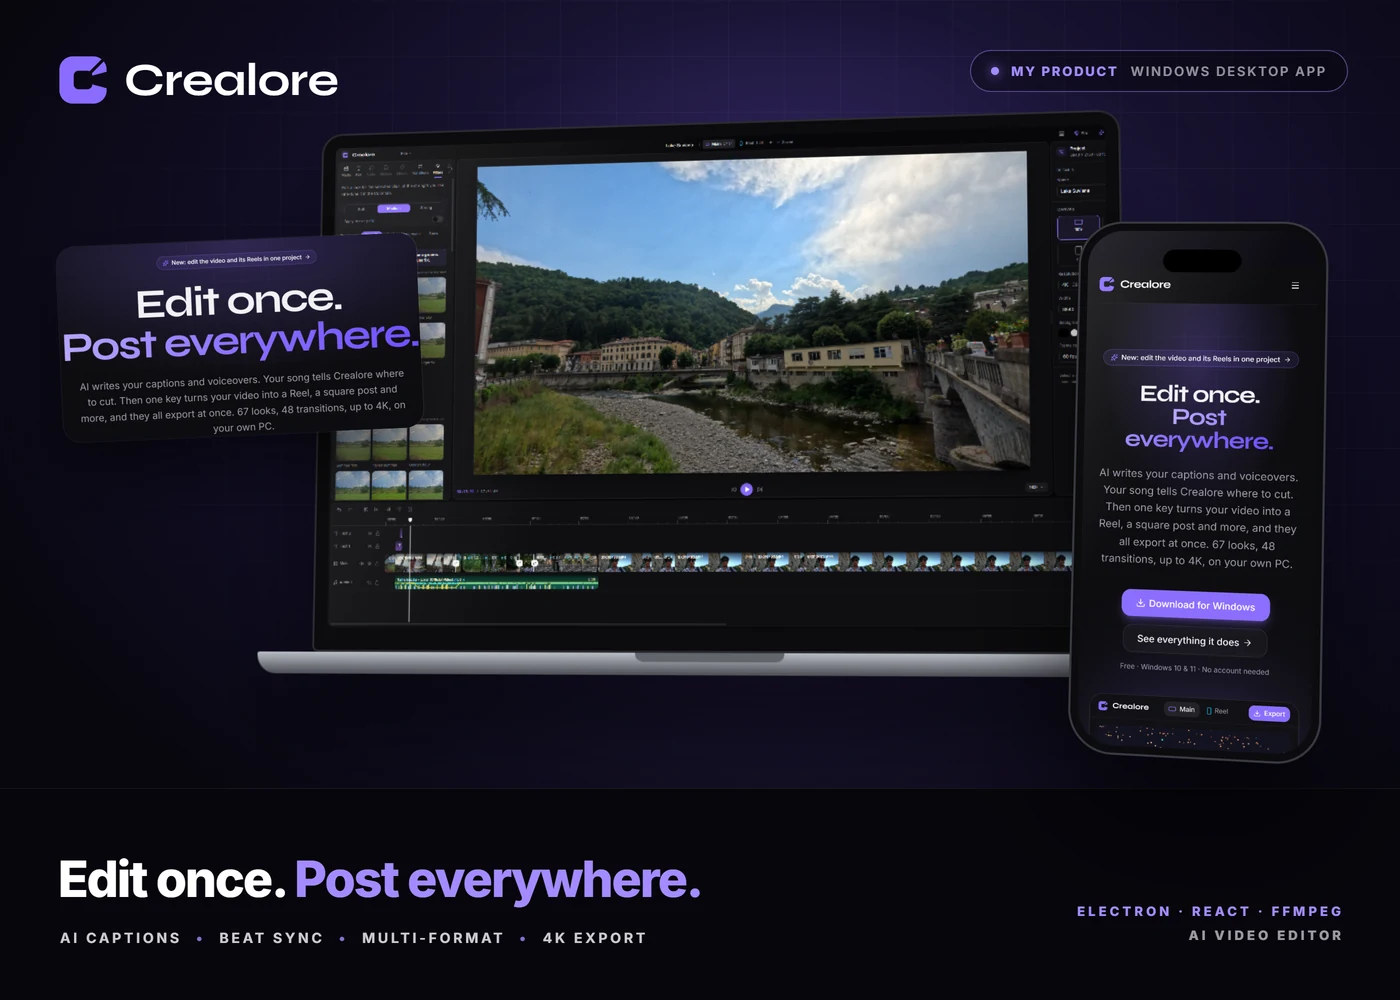 Crealore
MY PRODUCT WINDOWS DESKTOP APP
Crealore
Lake Suviana
Project
Lake Suviana
New: edit the video and its Reels in one project →
Edit once.
Post everywhere.
AI writes your captions and voiceovers. Your song tells Crealore where
to cut. Then one key turns your video into a Reel, a square post and
more, and they all export at once. 67 looks, 48 transitions, up to 4K, on
your own PC.
Crealore
New: edit the video and its Reels in one project →
Edit once.
Post
everywhere.
AI writes your captions and voiceovers.
Your song tells Crealore where to cut.
Then one key turns your video into a
Reel, a square post and more, and they
all export at once. 67 looks, 48
transitions, up to 4K, on your own PC.
Download for Windows
See everything it does →
Free · Windows 10 & 11 · No account needed
Crealore Main Reel Export
Edit once. Post everywhere.
AI CAPTIONS • BEAT SYNC • MULTI-FORMAT • 4K EXPORT
ELECTRON · REACT · FFMPEG
AI VIDEO EDITOR